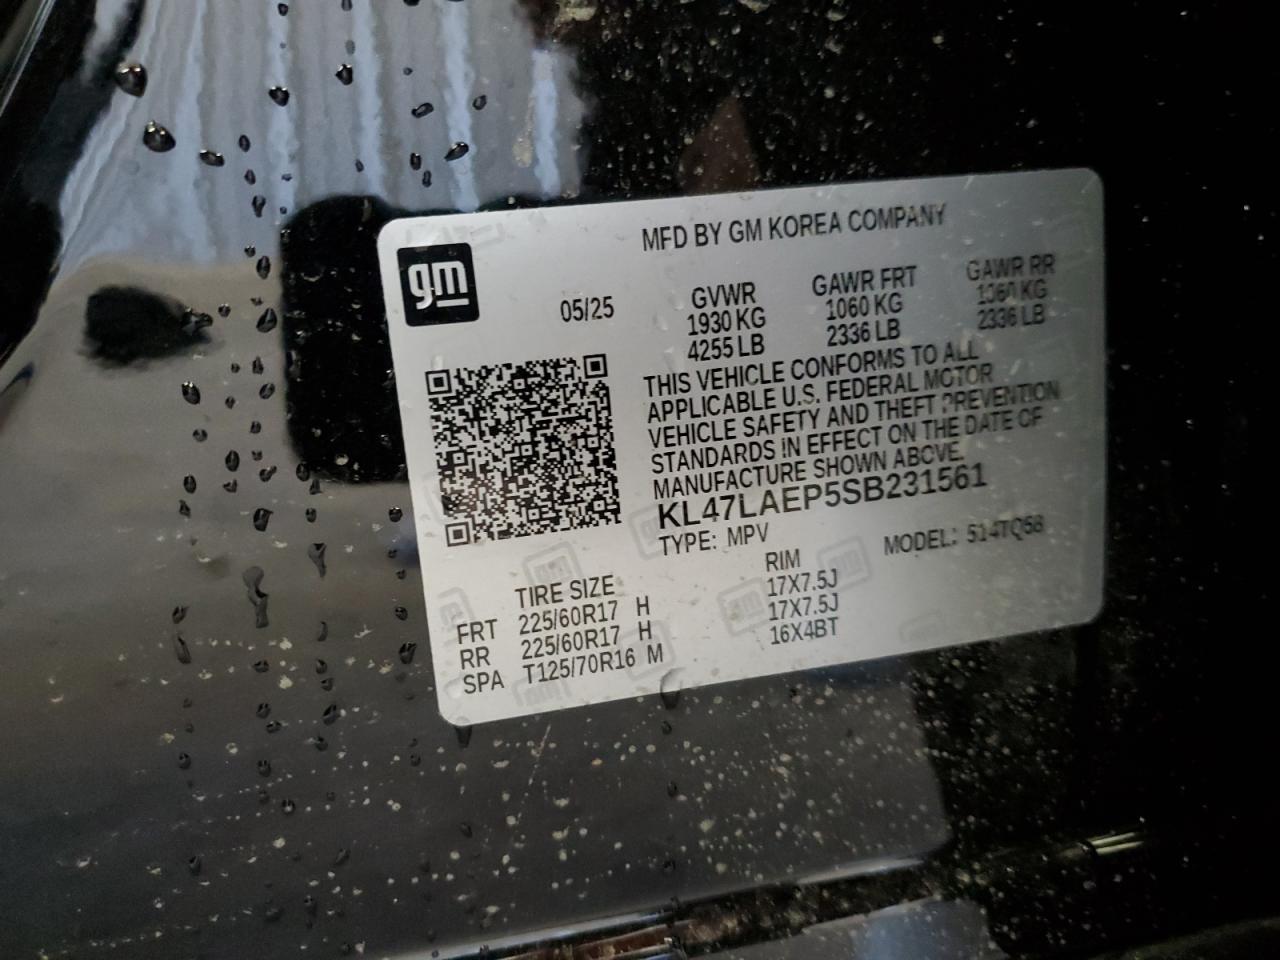 gm
MFD BY GM KOREA COMPANY
05/25
GVWR GAWR FRT GAWR RR
1930 KG 1060 KG 1060 KG
4255 LB 2336 LB 2336 LB
THIS VEHICLE CONFORMS TO ALL
APPLICABLE U.S. FEDERAL MOTOR
VEHICLE SAFETY AND THEFT PREVENTION
STANDARDS IN EFFECT ON THE DATE OF
MANUFACTURE SHOWN ABOVE.
KL47LAEP5SB231561
TYPE: MPV MODEL: 514TQ58
TIRE SIZE RIM
FRT 225/60R17 H 17X7.5J
RR 225/60R17 H 17X7.5J
SPA T125/70R16 M 16X4BT